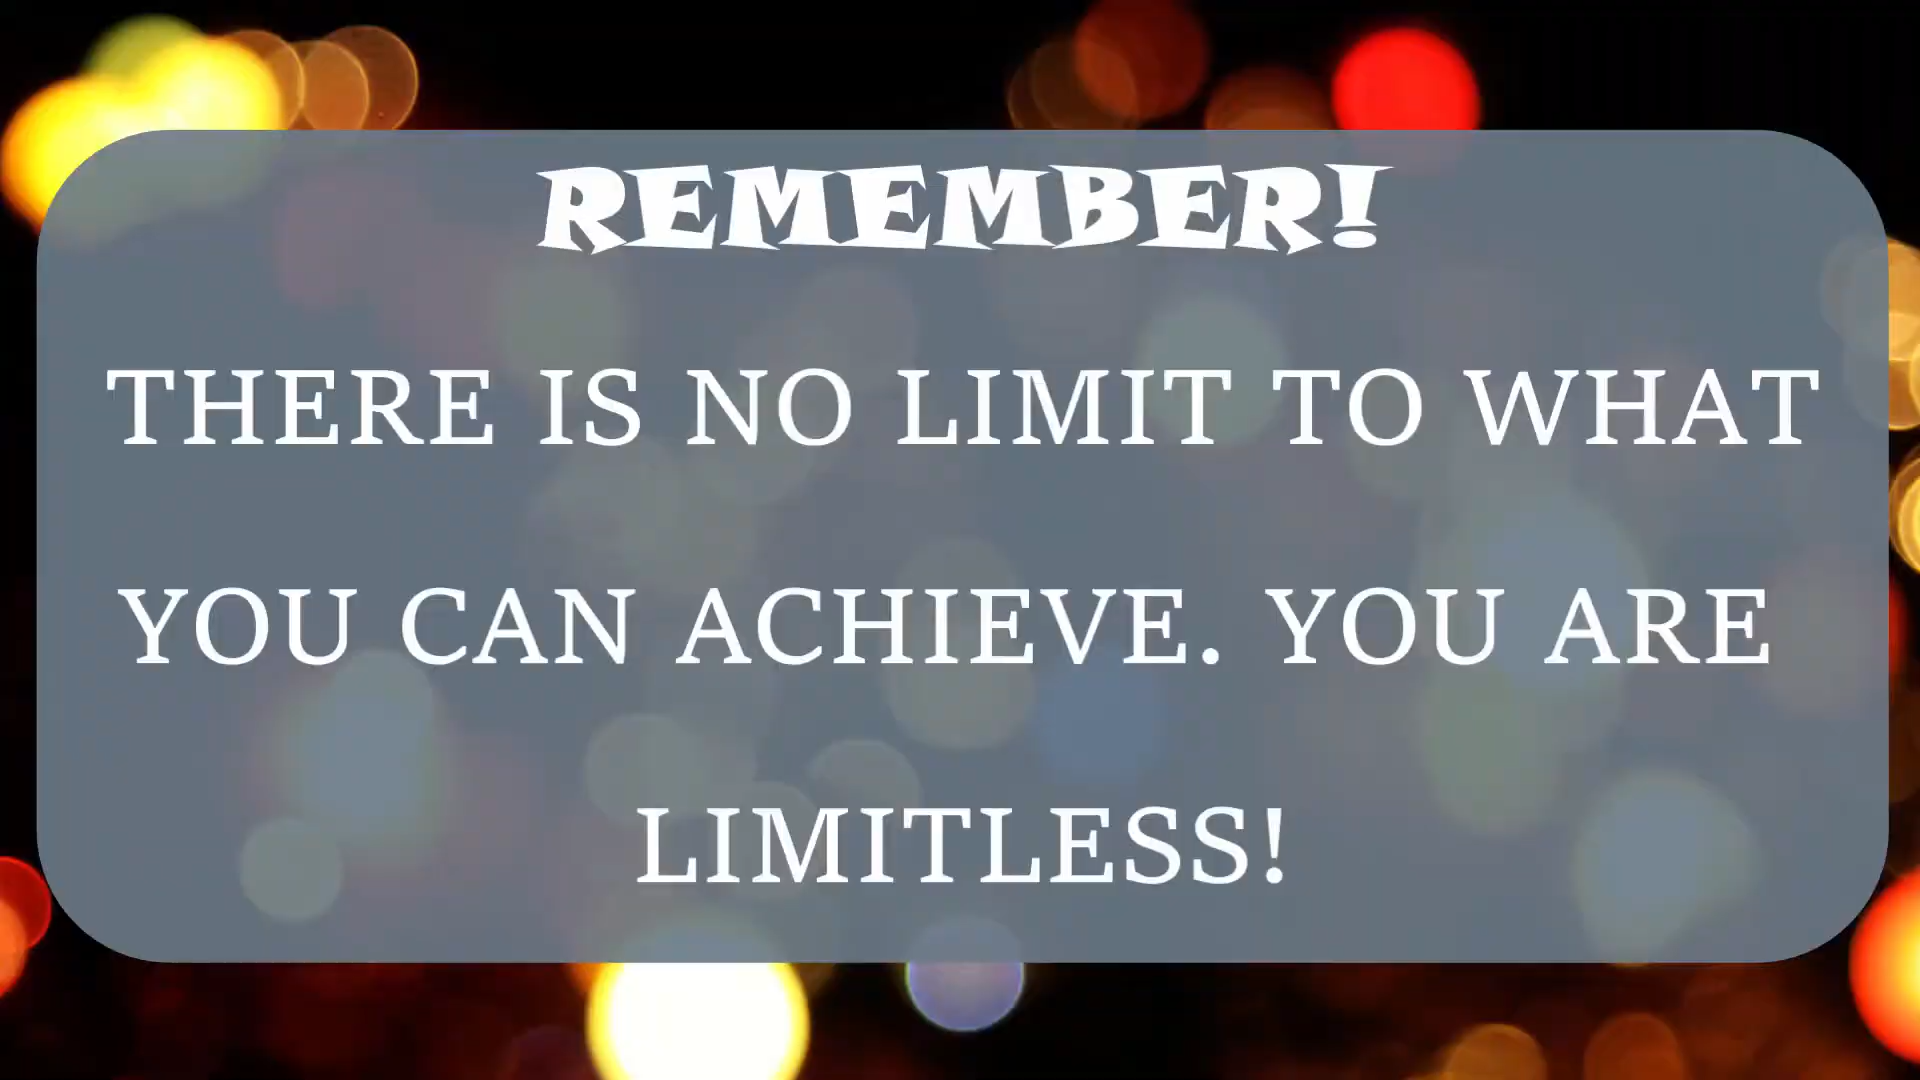 REMEMBER!
THERE IS NO LIMIT TO WHAT
YOU CAN ACHIEVE. YOU ARE
LIMITLESS!